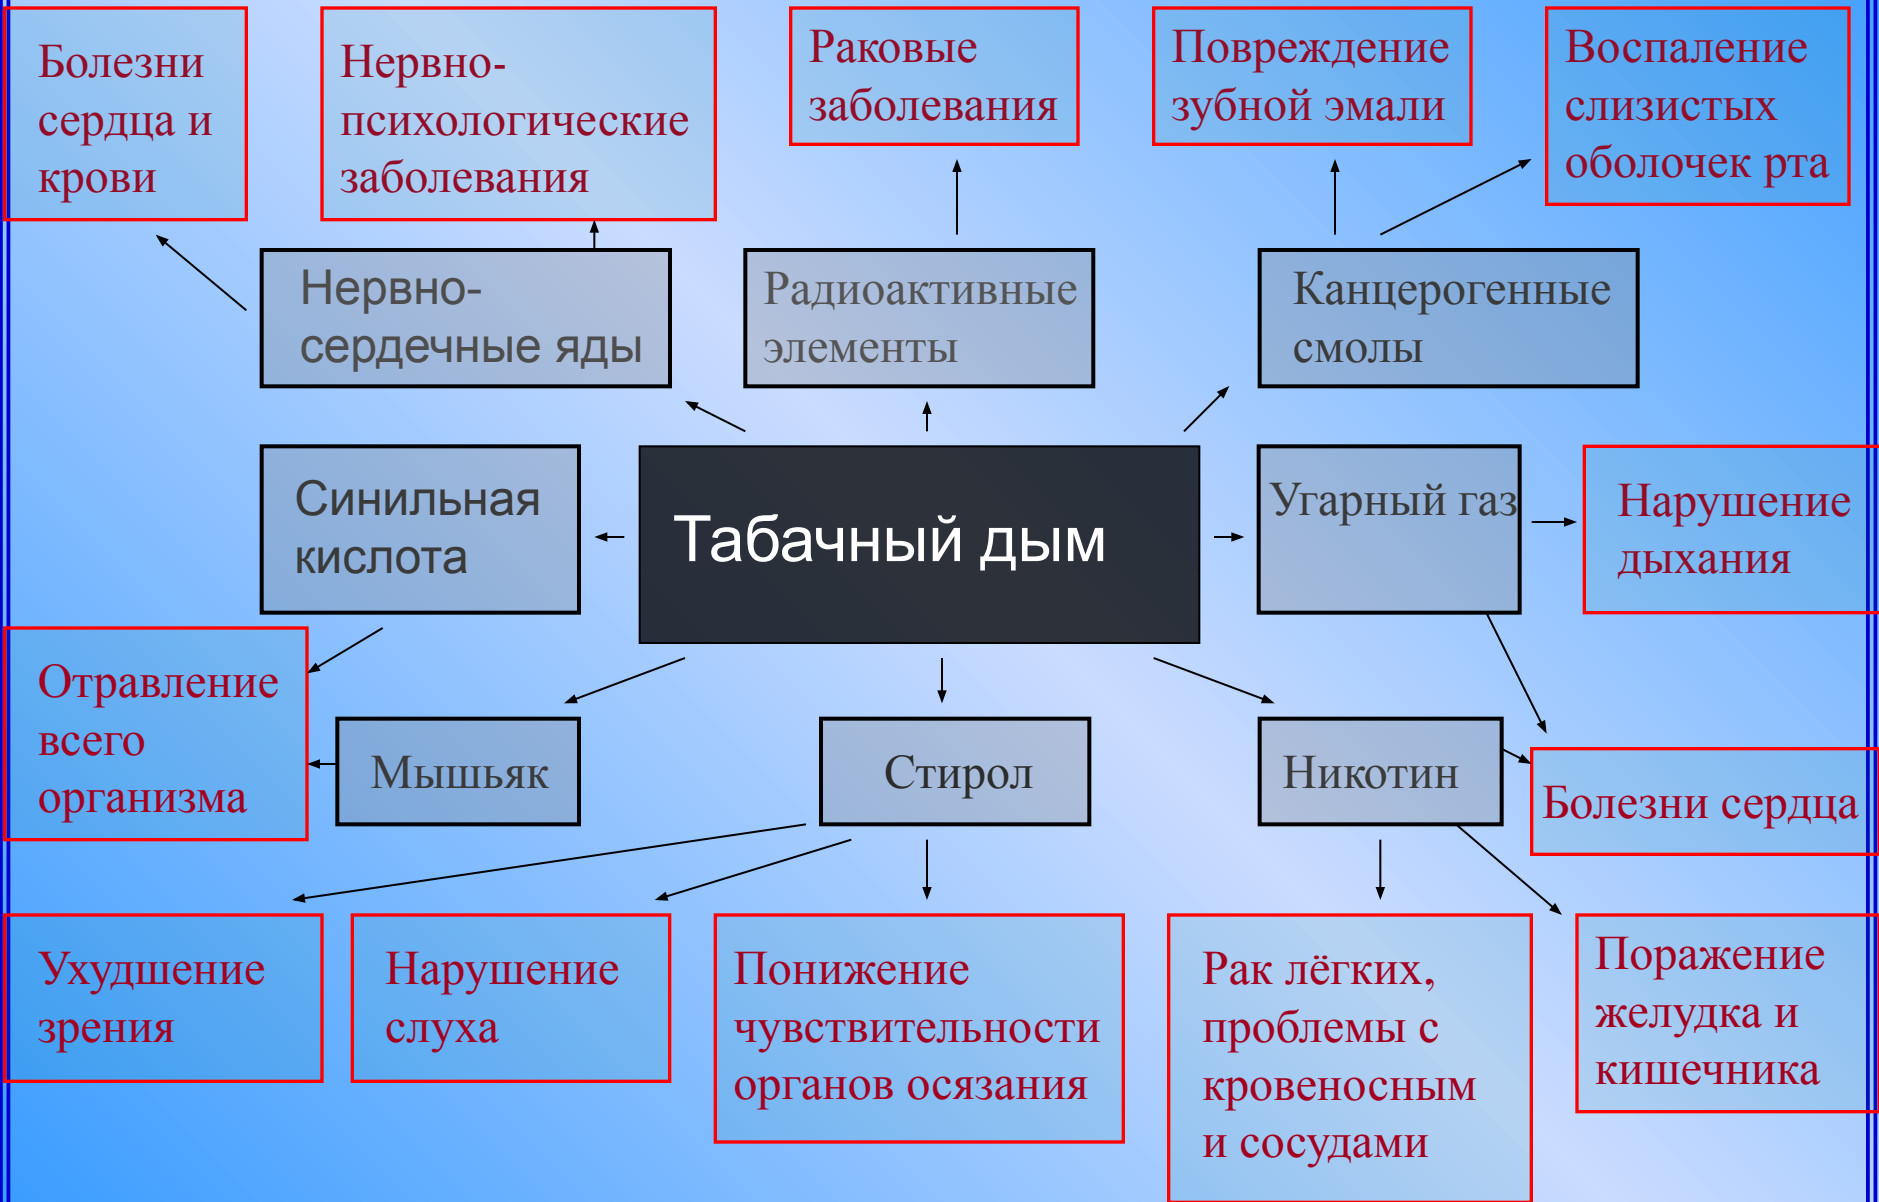 Болезни
сердца и
крови
Нервно-
психологические
заболевания
Раковые
заболевания
Повреждение
зубной эмали
Воспаление
слизистых
оболочек рта
Нервно-
сердечные яды
Радиоактивные
элементы
Канцерогенные
смолы
Синильная
кислота
Табачный дым
Угарный газ
Нарушение
дыхания
Отравление
всего
организма
Мышьяк
Стирол
Никотин
Болезни сердца
Ухудшение
зрения
Нарушение
слуха
Понижение
чувствительности
органов осязания
Рак лёгких,
проблемы с
кровеносным
и сосудами
Поражение
желудка и
кишечника